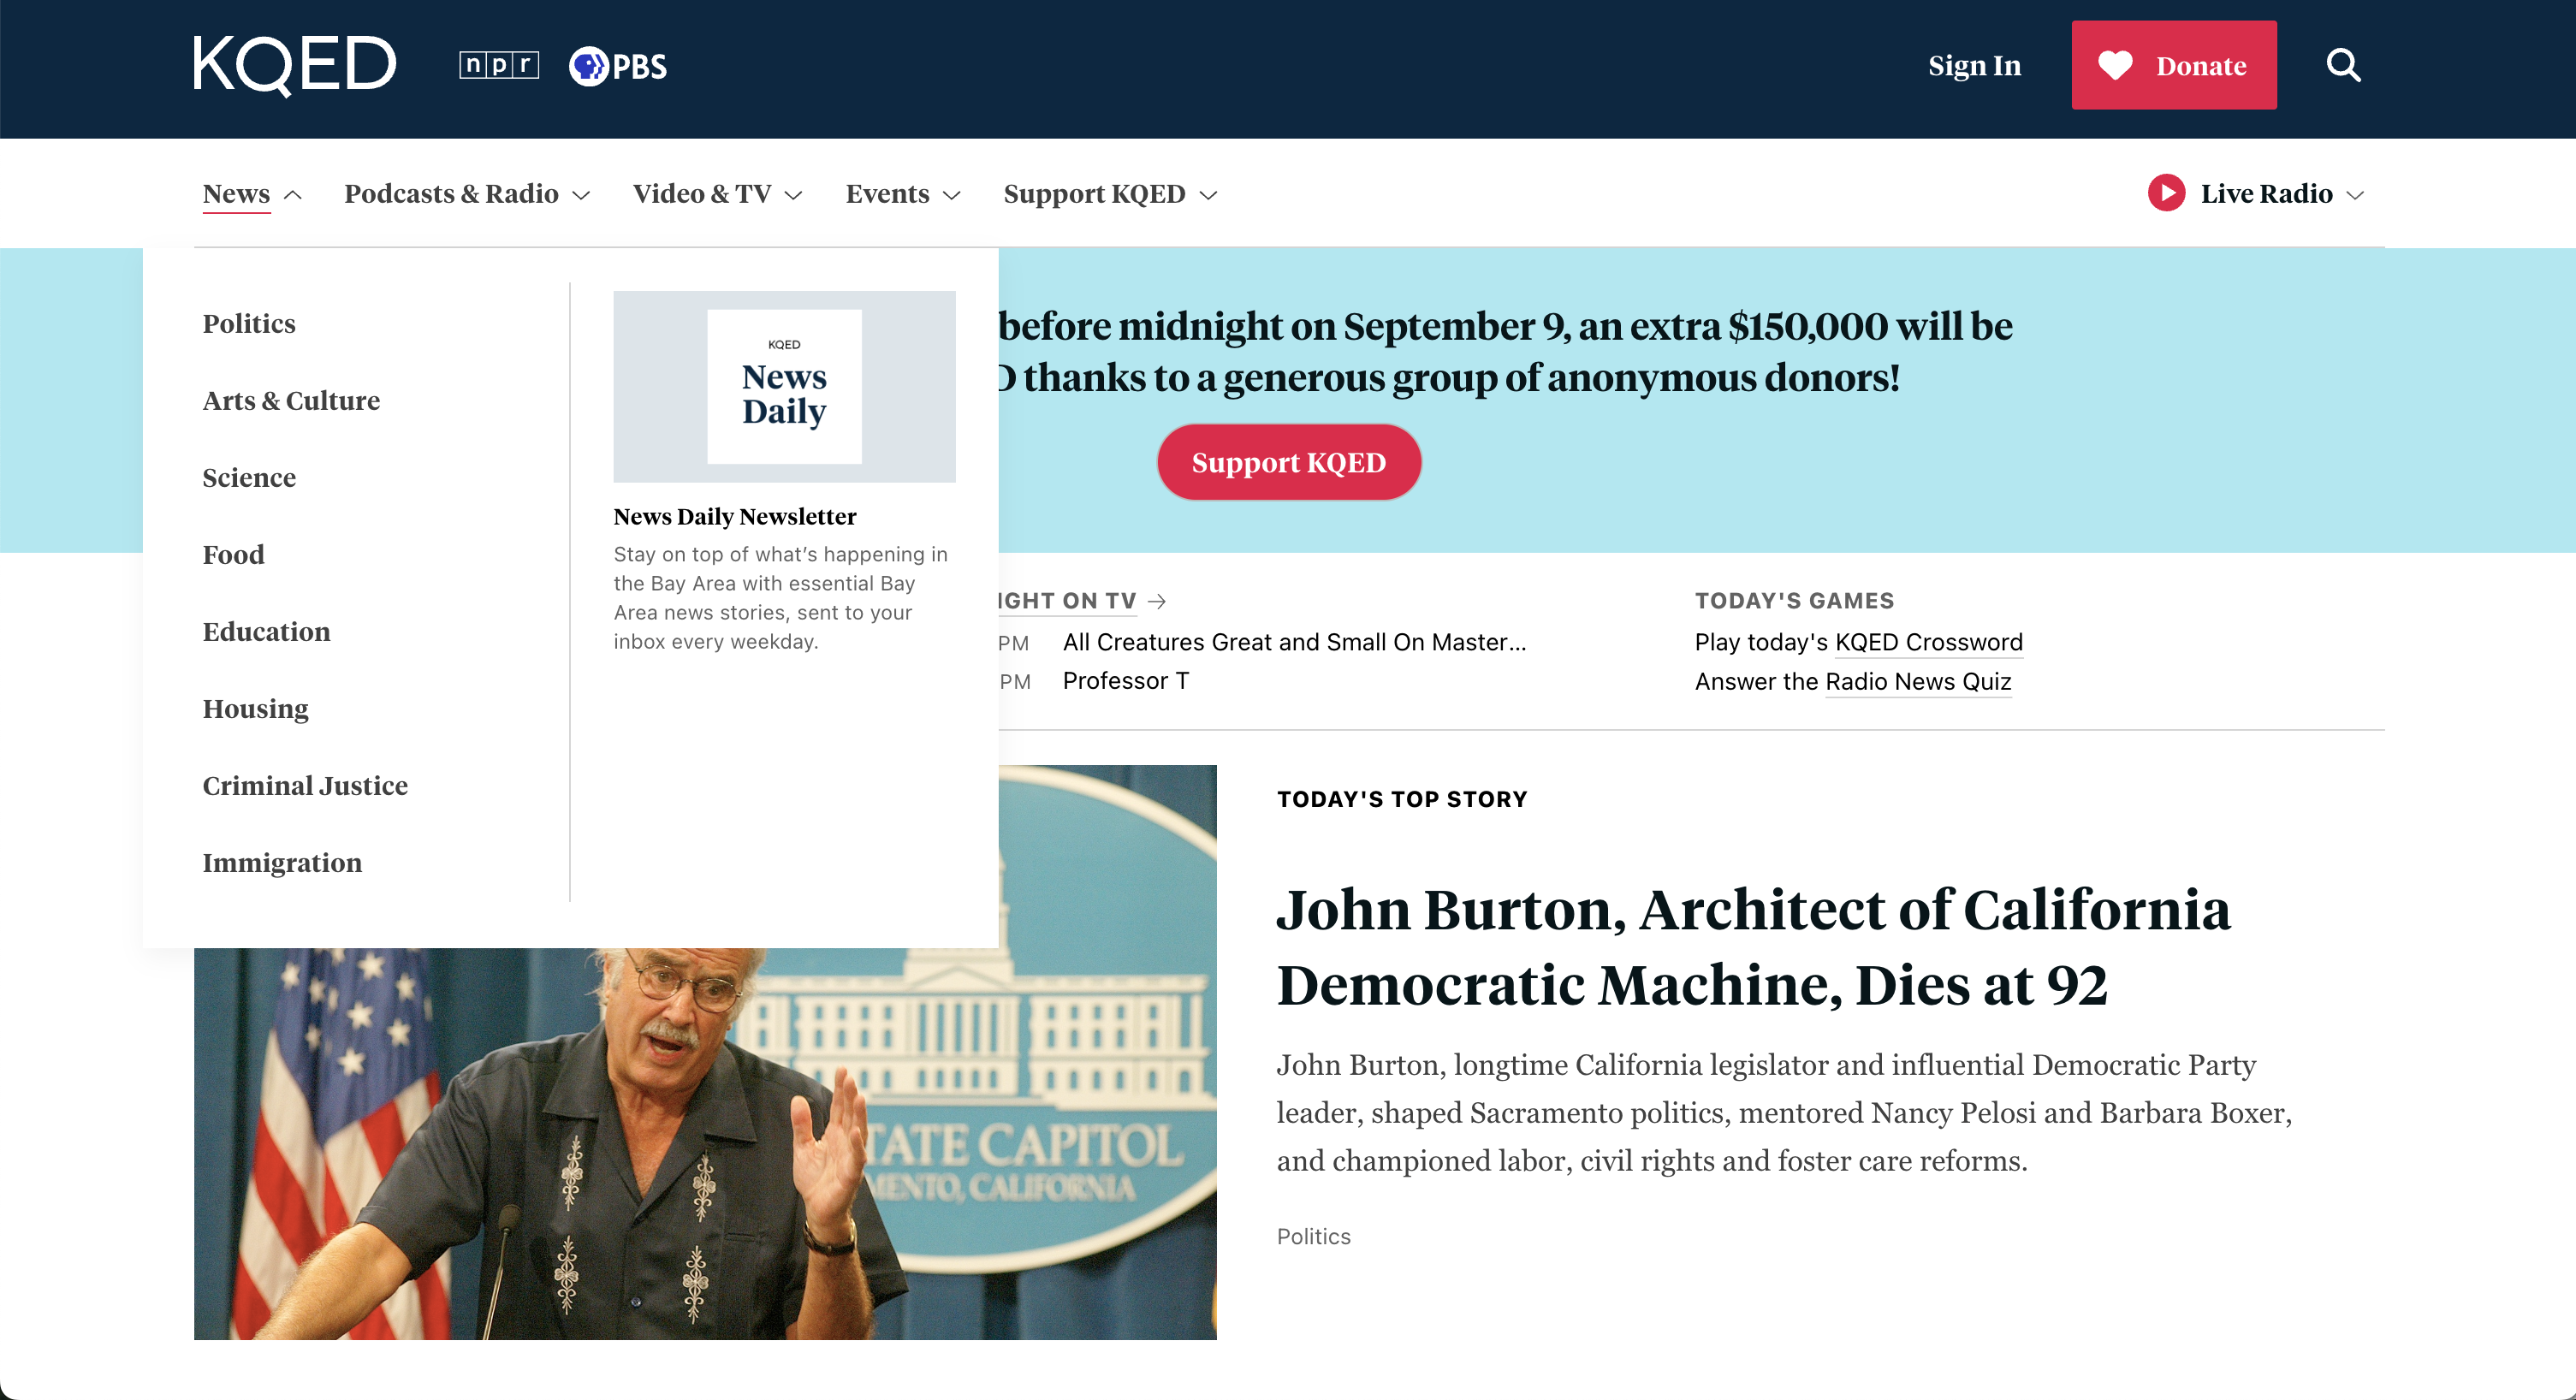 KQED
npr
PBS
Sign In
Donate
News
Podcasts & Radio
Video & TV
Events
Support KQED
Live Radio
Politics
Arts & Culture
Science
Food
Education
Housing
Criminal Justice
Immigration
KQED
News
Daily
News Daily Newsletter
Stay on top of what’s happening in
the Bay Area with essential Bay
Area news stories, sent to your
inbox every weekday.
before midnight on September 9, an extra $150,000 will be
thanks to a generous group of anonymous donors!
Support KQED
ON TV
PM All Creatures Great and Small On Master...
PM Professor T
TODAY'S GAMES
Play today's KQED Crossword
Answer the Radio News Quiz
TODAY'S TOP STORY
John Burton, Architect of California
Democratic Machine, Dies at 92
John Burton, longtime California legislator and influential Democratic Party
leader, shaped Sacramento politics, mentored Nancy Pelosi and Barbara Boxer,
and championed labor, civil rights and foster care reforms.
Politics
TATE CAPITOL
MENTO, CALIFORNIA